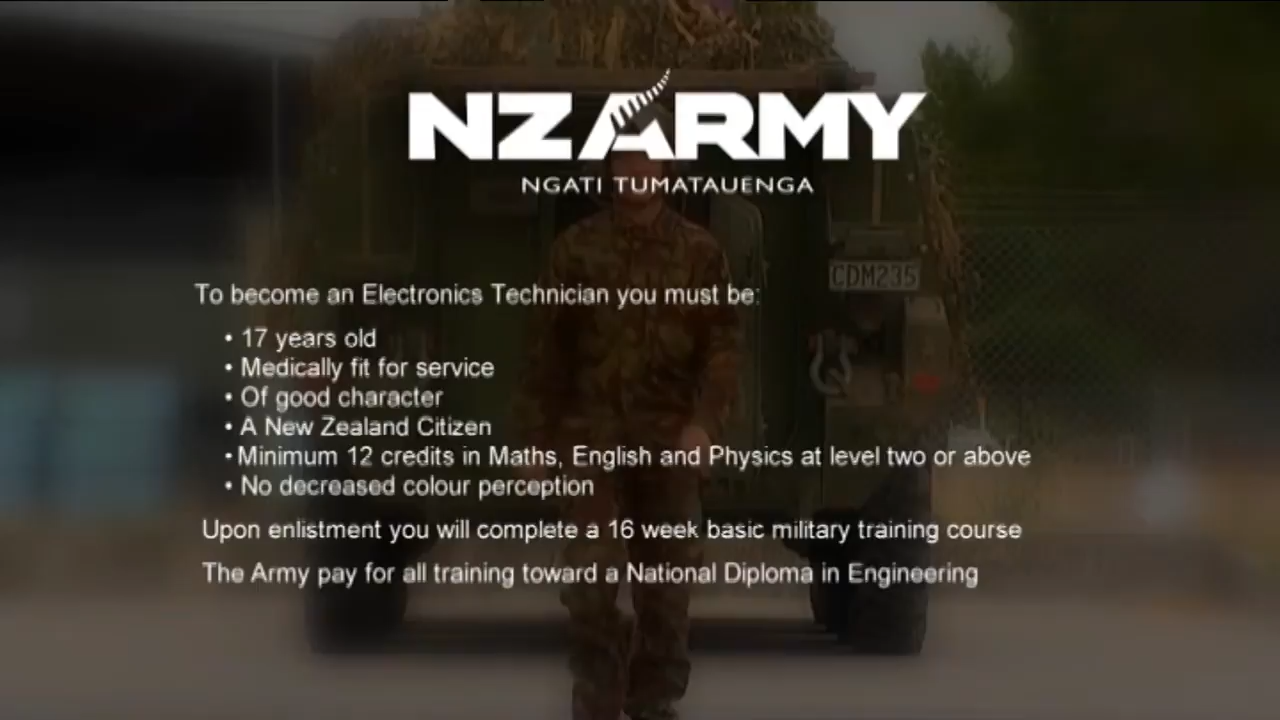 NZARMY
NGATI TUMATAUENGA
CDM235
To become an Electronics Technician you must be:
• 17 years old
• Medically fit for service
• Of good character
• A New Zealand Citizen
• Minimum 12 credits in Maths, English and Physics at level two or above
• No decreased colour perception
Upon enlistment you will complete a 16 week basic military training course
The Army pay for all training toward a National Diploma in Engineering